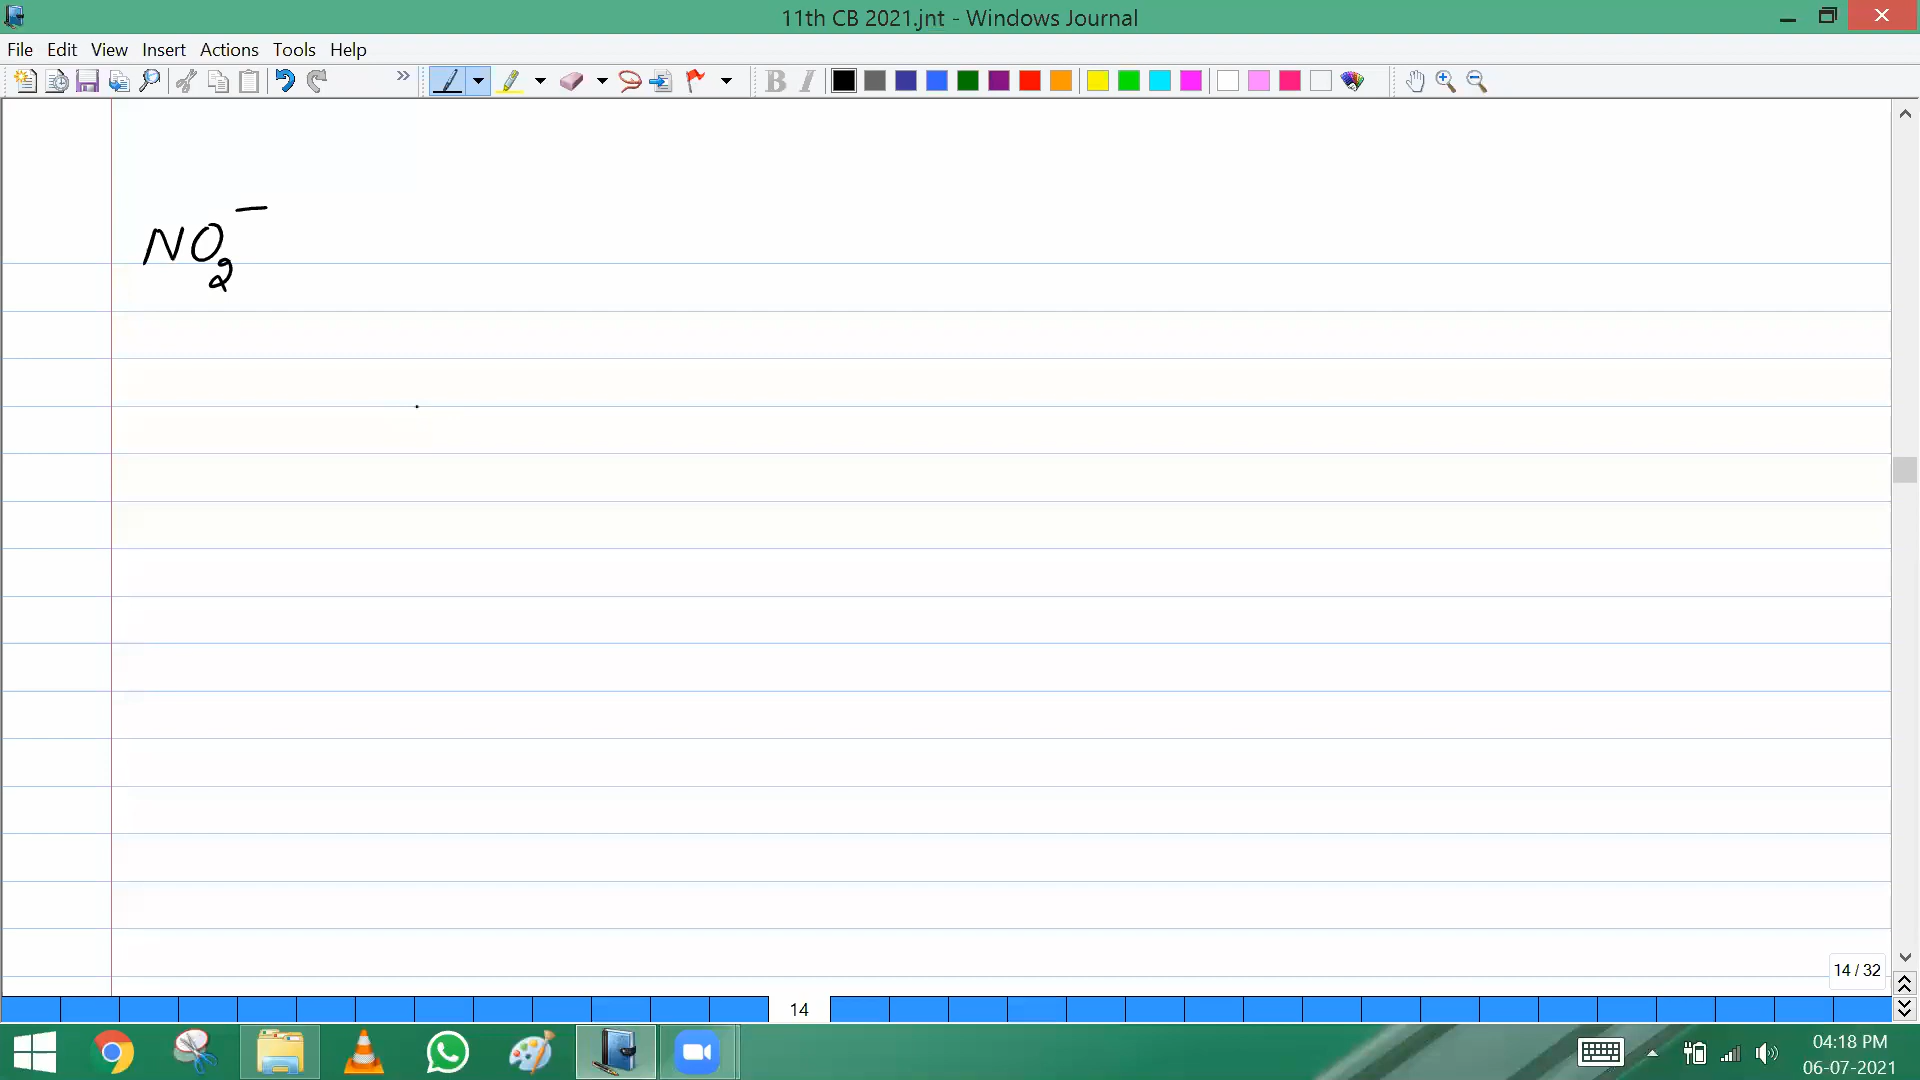 11th CB 2021.jnt - Windows Journal
File Edit View Insert Actions Tools Help
B I
NO₂⁻
14 / 32
14
04:18 PM
06-07-2021